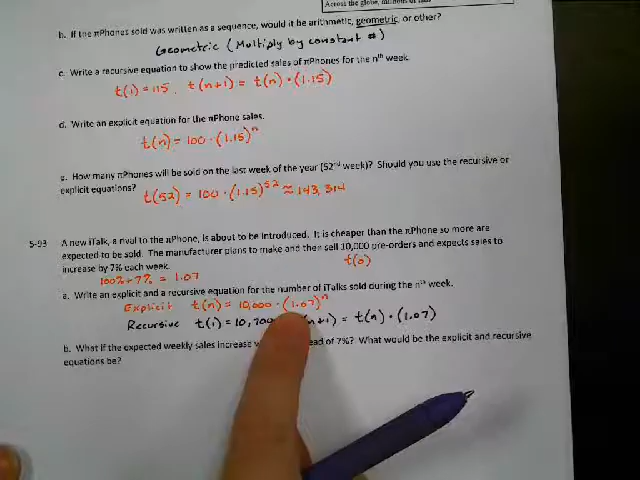 Across the globe, millions of
b. If the πPhones sold was written as a sequence, would it be arithmetic, geometric, or other?
Geometric (Multiply by constant #)
c. Write a recursive equation to show the predicted sales of πPhones for the nth week.
t(1) = 115, t(n+1) = t(n)·(1.15)
d. Write an explicit equation for the πPhone sales.
t(n) = 100·(1.15)^n
e. How many πPhones will be sold on the last week of the year (52nd week)? Should you use the recursive or
explicit equations?
t(52) = 100·(1.15)^52 ≈ 143,314
5-93 A new iTalk, a rival to the πPhone, is about to be introduced. It is cheaper than the πPhone so more are
expected to be sold. The manufacturer plans to make and then sell 10,000 pre-orders and expects sales to
increase by 7% each week.
t(0)
100% + 7% = 1.07
a. Write an explicit and a recursive equation for the number of iTalks sold during the nth week.
Explicit t(n) = 10,000·(1.07)^n
Recursive t(1) = 10,700 n+1) = t(n)·(1.07)
b. What if the expected weekly sales increase ead of 7%? What would be the explicit and recursive
equations be?